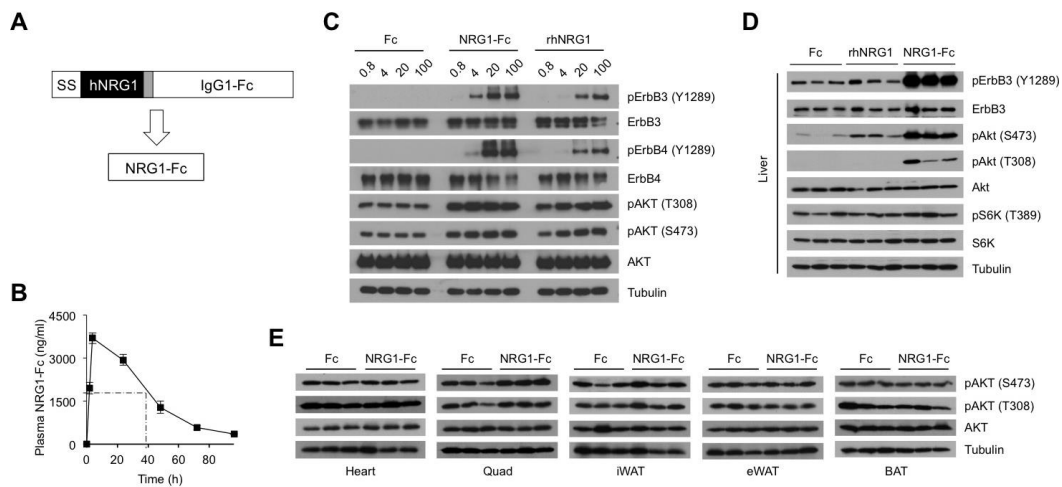 A
SS hNRG1 IgG1-Fc
NRG1-Fc
B
Plasma NRG1-Fc (ng/ml)
4500
3000
1500
0
0 20 40 60 80
Time (h)
C
Fc NRG1-Fc rhNRG1
0.8 4 20 100 0.8 4 20 100 0.8 4 20 100
pErbB3 (Y1289)
ErbB3
pErbB4 (Y1289)
ErbB4
pAKT (T308)
pAKT (S473)
AKT
Tubulin
D
Fc rhNRG1 NRG1-Fc
Liver
pErbB3 (Y1289)
ErbB3
pAkt (S473)
pAkt (T308)
Akt
pS6K (T389)
S6K
Tubulin
E
Fc NRG1-Fc Fc NRG1-Fc Fc NRG1-Fc Fc NRG1-Fc Fc NRG1-Fc
pAKT (S473)
pAKT (T308)
AKT
Tubulin
Heart Quad iWAT eWAT BAT